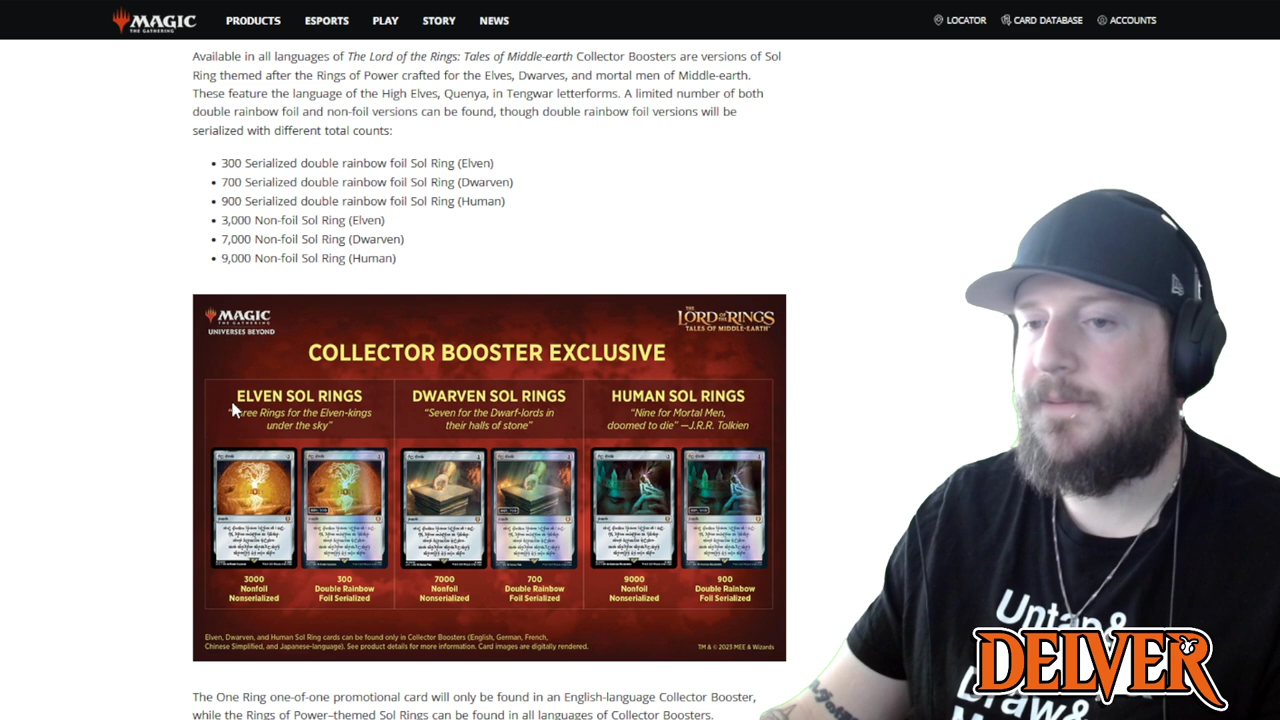 MAGIC
THE GATHERING
PRODUCTS
ESPORTS
PLAY
STORY
NEWS
LOCATOR
CARD DATABASE
ACCOUNTS
Available in all languages of The Lord of the Rings: Tales of Middle-earth Collector Boosters are versions of Sol
Ring themed after the Rings of Power crafted for the Elves, Dwarves, and mortal men of Middle-earth.
These feature the language of the High Elves, Quenya, in Tengwar letterforms. A limited number of both
double rainbow foil and non-foil versions can be found, though double rainbow foil versions will be
serialized with different total counts:
• 300 Serialized double rainbow foil Sol Ring (Elven)
• 700 Serialized double rainbow foil Sol Ring (Dwarven)
• 900 Serialized double rainbow foil Sol Ring (Human)
• 3,000 Non-foil Sol Ring (Elven)
• 7,000 Non-foil Sol Ring (Dwarven)
• 9,000 Non-foil Sol Ring (Human)
MAGIC
THE GATHERING
UNIVERSES BEYOND
THE
LORD OF THE RINGS
TALES OF MIDDLE-EARTH
COLLECTOR BOOSTER EXCLUSIVE
ELVEN SOL RINGS
Rings for the Elven-kings
under the sky”
3000
Nonfoil
Nonserialized
300
Double Rainbow
Foil Serialized
DWARVEN SOL RINGS
“Seven for the Dwarf-lords in
their halls of stone”
7000
Nonfoil
Nonserialized
700
Double Rainbow
Foil Serialized
HUMAN SOL RINGS
“Nine for Mortal Men,
doomed to die” —J.R.R. Tolkien
9000
Nonfoil
Nonserialized
900
Double Rainbow
Foil Serialized
Elven, Dwarven, and Human Sol Ring cards can be found only in Collector Boosters (English, German, French,
Chinese Simplified, and Japanese-language). See product details for more information. Card images are digitally rendered.
TM & © 2023 MEE & Wizards
The One Ring one-of-one promotional card will only be found in an English-language Collector Booster,
while the Rings of Power–themed Sol Rings can be found in all languages of Collector Boosters.
Untap&
DELVER
Draw&